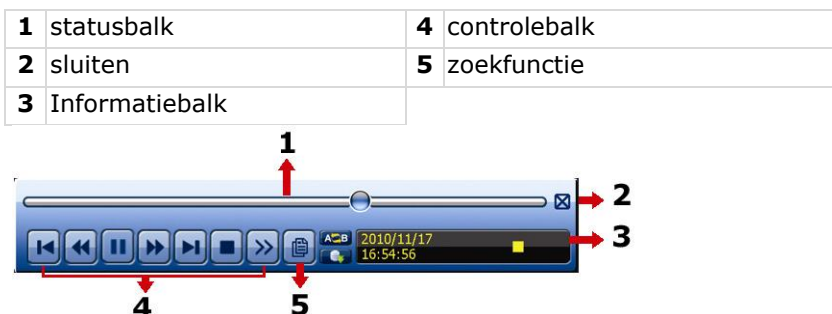 1 statusbalk 4 controlebalk
2 sluiten 5 zoekfunctie
3 Informatiebalk
1
2
A B 2010/11/17
3
16:54:56
4 5